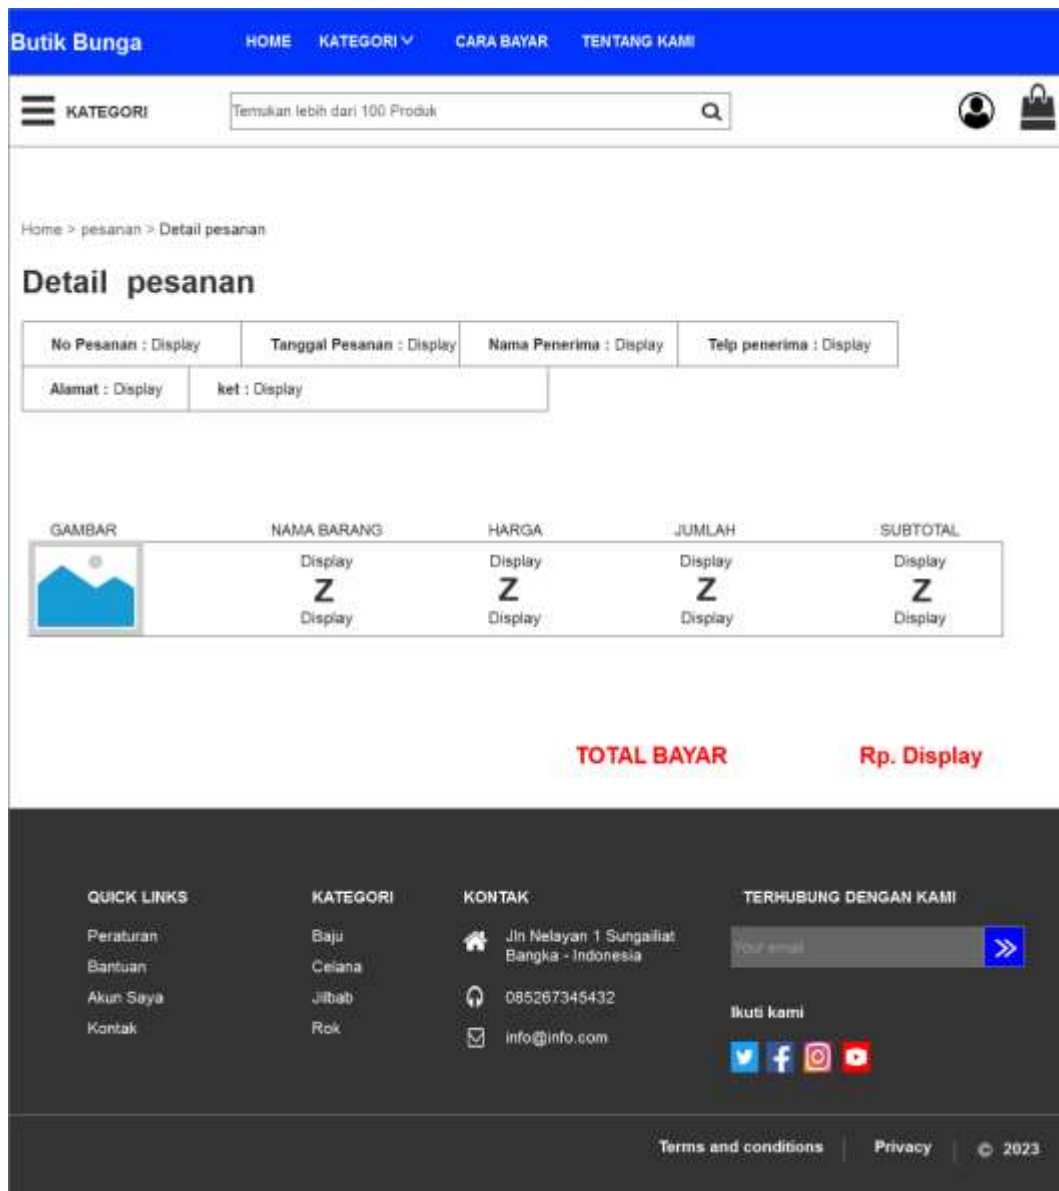 Butik Bunga HOME KATEGORI CARA BAYAR TENTANG KAMI
KATEGORI Temukan lebih dari 100 Produk
Home > pesanan > Detail pesanan
Detail pesanan
No Pesanan : Display Tanggal Pesanan : Display Nama Penerima : Display Telp penerima : Display
Alamat : Display ket : Display
GAMBAR NAMA BARANG HARGA JUMLAH SUBTOTAL
Display Display Display Display
Z Z Z Z
Display Display Display Display
TOTAL BAYAR Rp. Display
QUICK LINKS KATEGORI KONTAK TERHUBUNG DENGAN KAMI
Peraturan Baju Jln Nelayan 1 Sungailiat
Bangka - Indonesia Your email
Bantuan Celana
Akun Saya Jilbab 085267345432
Ikuti kami
Kontak Rok info@info.com
Terms and conditions Privacy © 2023